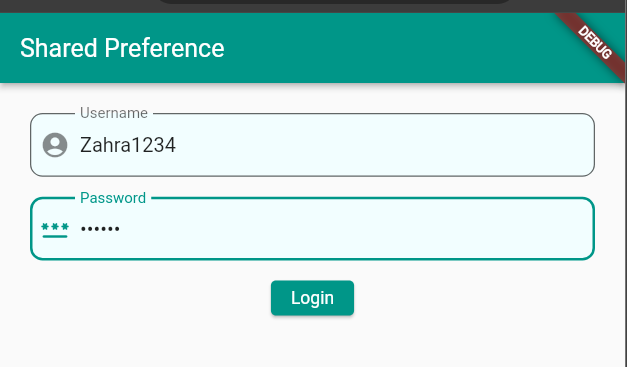 Shared Preference
DEBUG
Username
Zahra1234
Password
••••••
Login